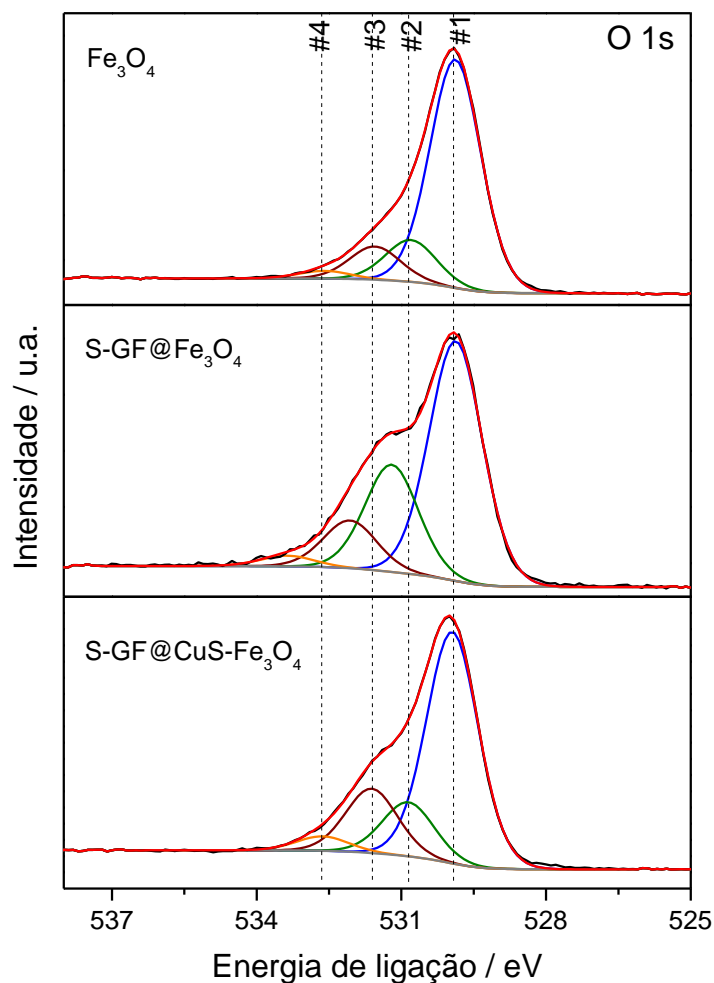 #4 #3 #2 #1
O 1s
Fe₃O₄
S-GF@Fe₃O₄
S-GF@CuS-Fe₃O₄
Intensidade / u.a.
537 534 531 528 525
Energia de ligação / eV